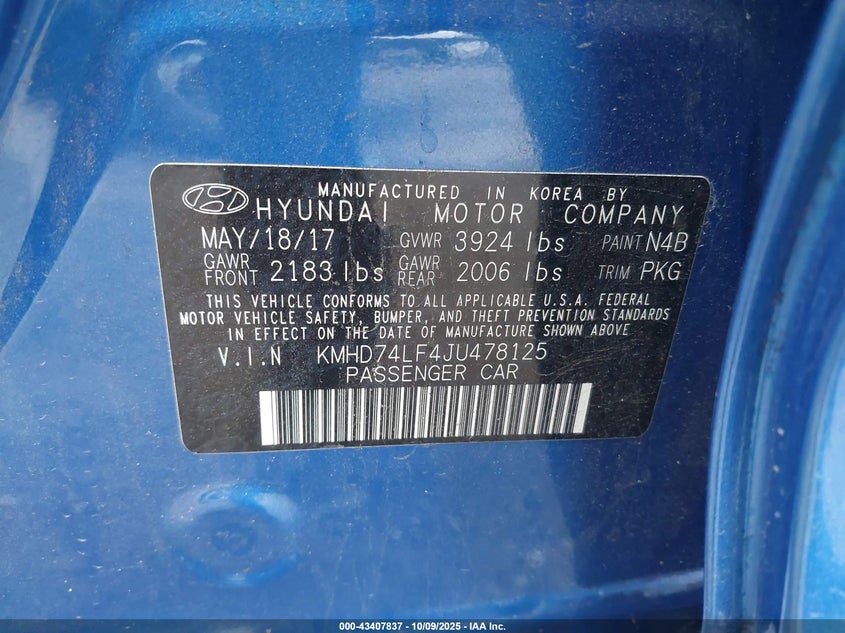 MANUFACTURED IN KOREA BY
HYUNDAI MOTOR COMPANY
MAY/18/17 GVWR 3924 lbs PAINT N4B
GAWR FRONT 2183 lbs GAWR REAR 2006 lbs TRIM PKG
THIS VEHICLE CONFORMS TO ALL APPLICABLE U.S.A. FEDERAL
MOTOR VEHICLE SAFETY, BUMPER, AND THEFT PREVENTION STANDARDS
IN EFFECT ON THE DATE OF MANUFACTURE SHOWN ABOVE
V.I.N KMHD74LF4JU478125
PASSENGER CAR
000-43407837 - 10/09/2025 - IAA Inc.